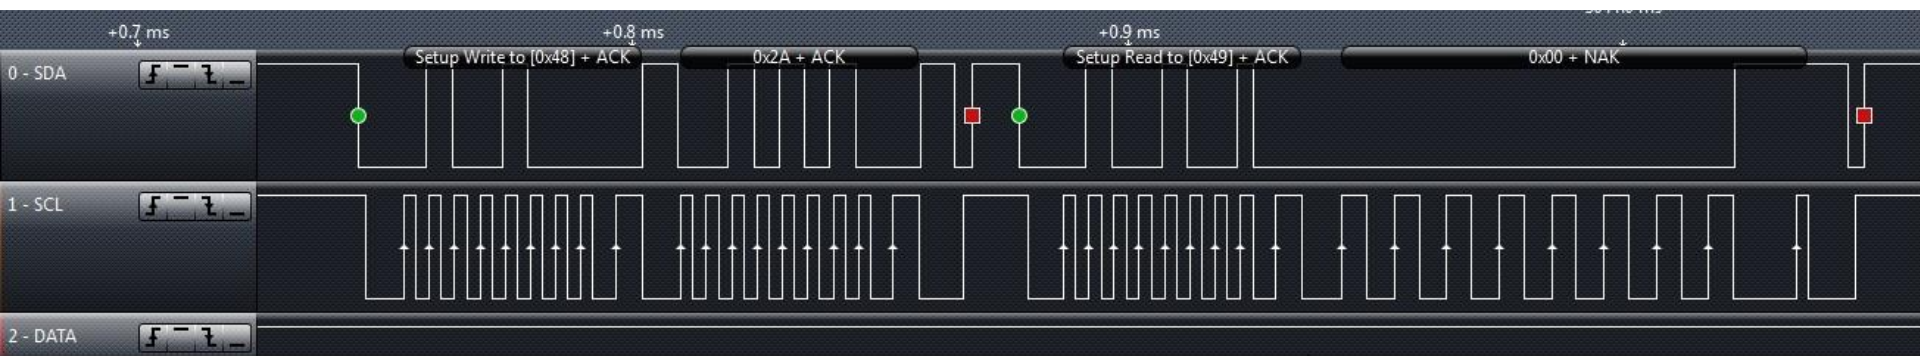 +0.7 ms
+0.8 ms
+0.9 ms
Setup Write to [0x48] + ACK
0x2A + ACK
Setup Read to [0x49] + ACK
0x00 + NAK
0 - SDA
1 - SCL
2 - DATA